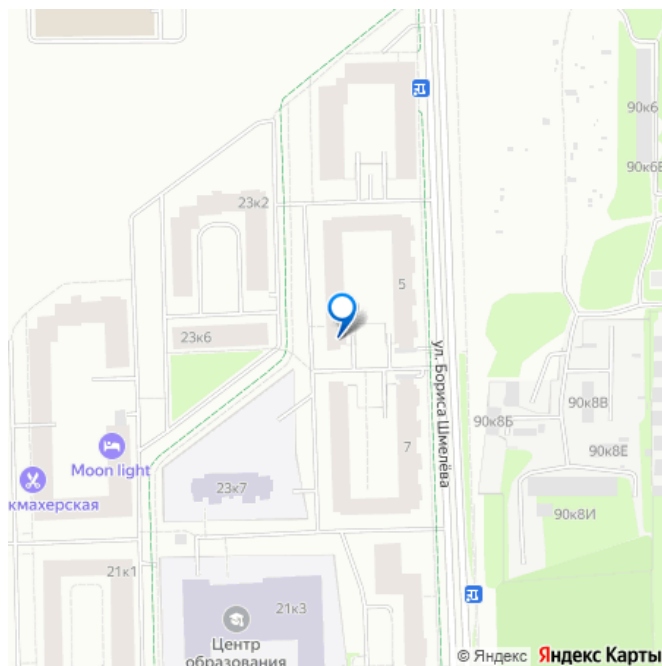 90к6
90к6Е
23к2
5
23к6
ул. Бориса Шмелёва
90к8В
90к8Б
Moon light
7
90к8Е
23к7
кмахерская
90к8И
21к1
21к3
Центр
образования
© Яндекс Яндекс Карты